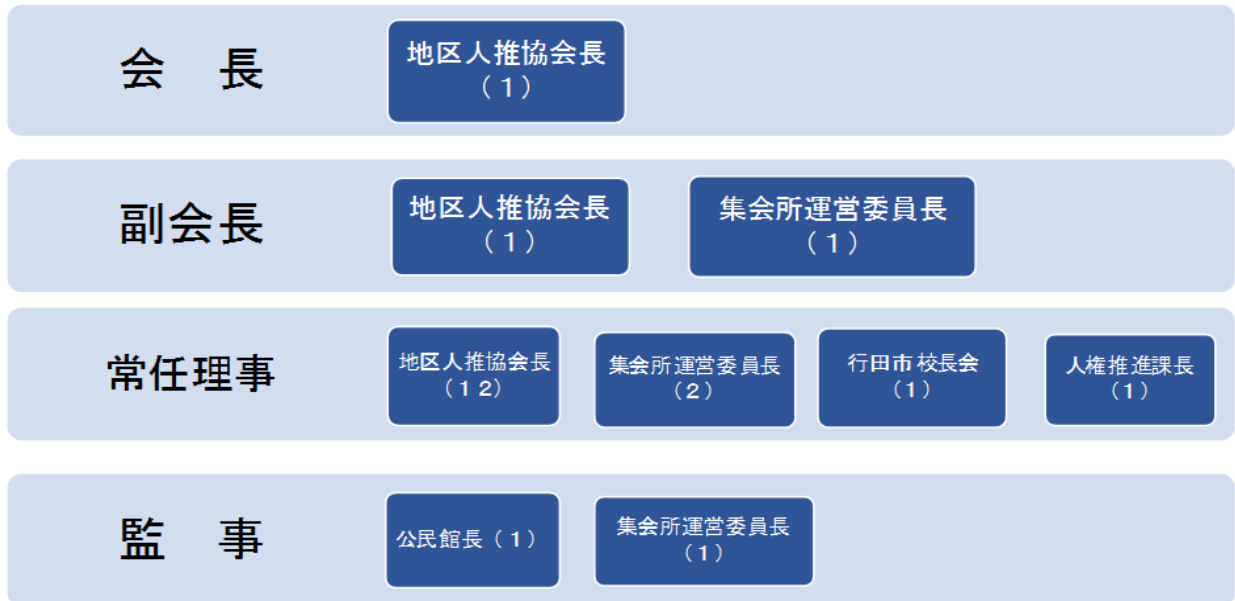 会　長
地区人推協会長
（１）
副会長
地区人推協会長
（１）
集会所運営委員長
（１）
常任理事
地区人推協会長
（１２）
集会所運営委員長
（２）
行田市校長会
（１）
人権推進課長
（１）
監　事
公民館長（１）
集会所運営委員長
（１）